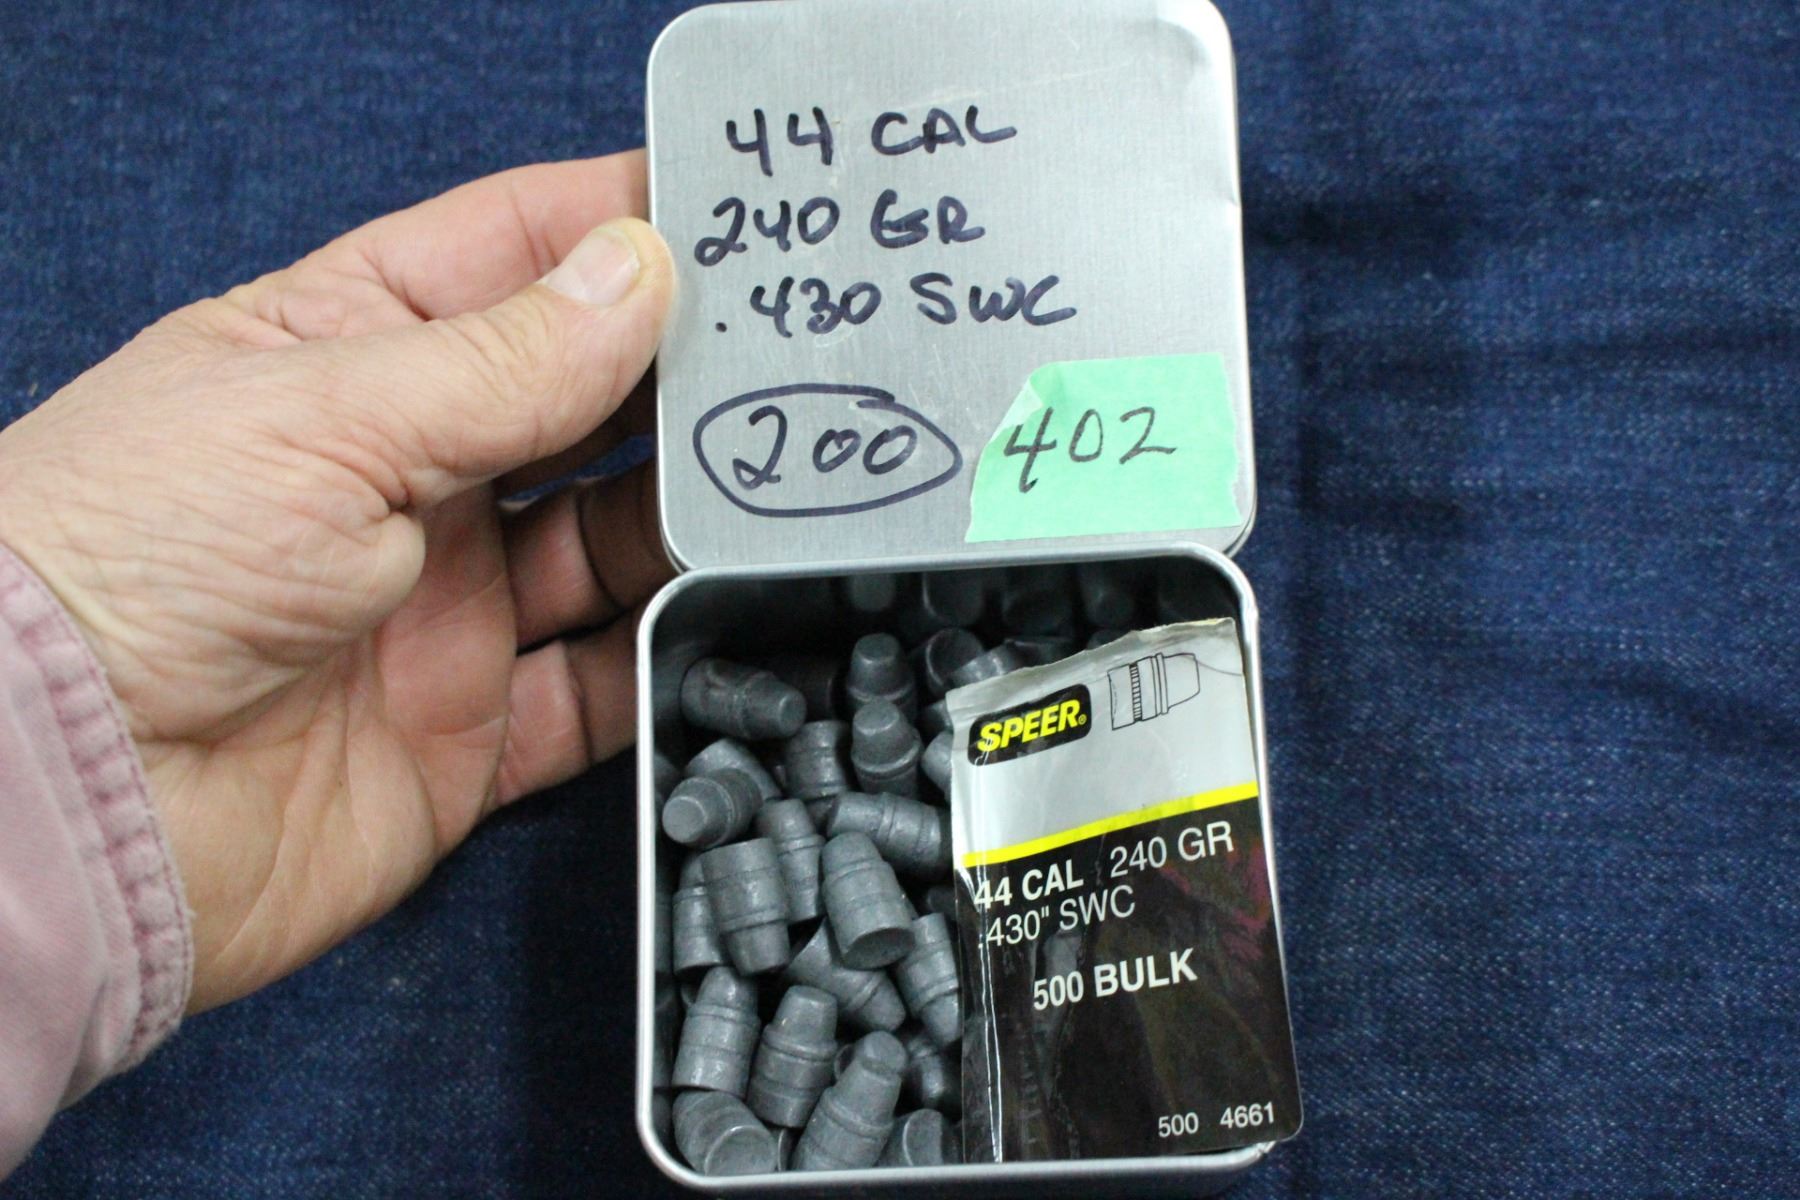 44 CAL
240 GR
.430 SWC
200
402
SPEER®
44 CAL 240 GR
.430" SWC
500 BULK
500 4661